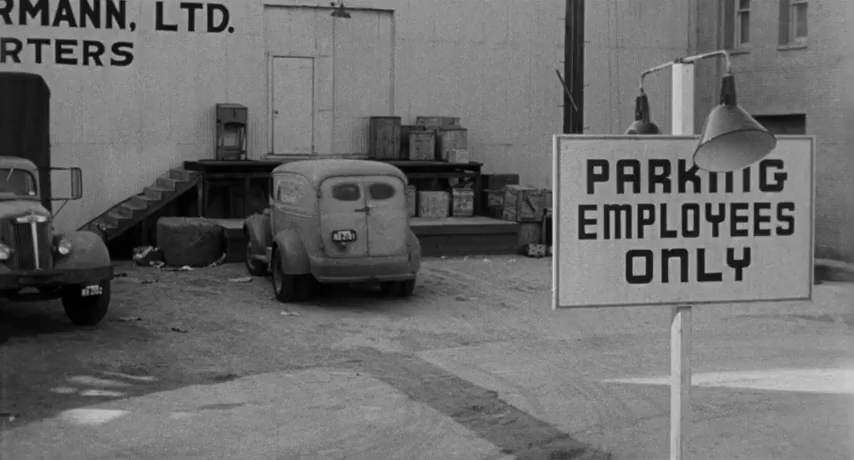 RMANN, LTD.
RTERS
PARKING
EMPLOYEES
ONLY